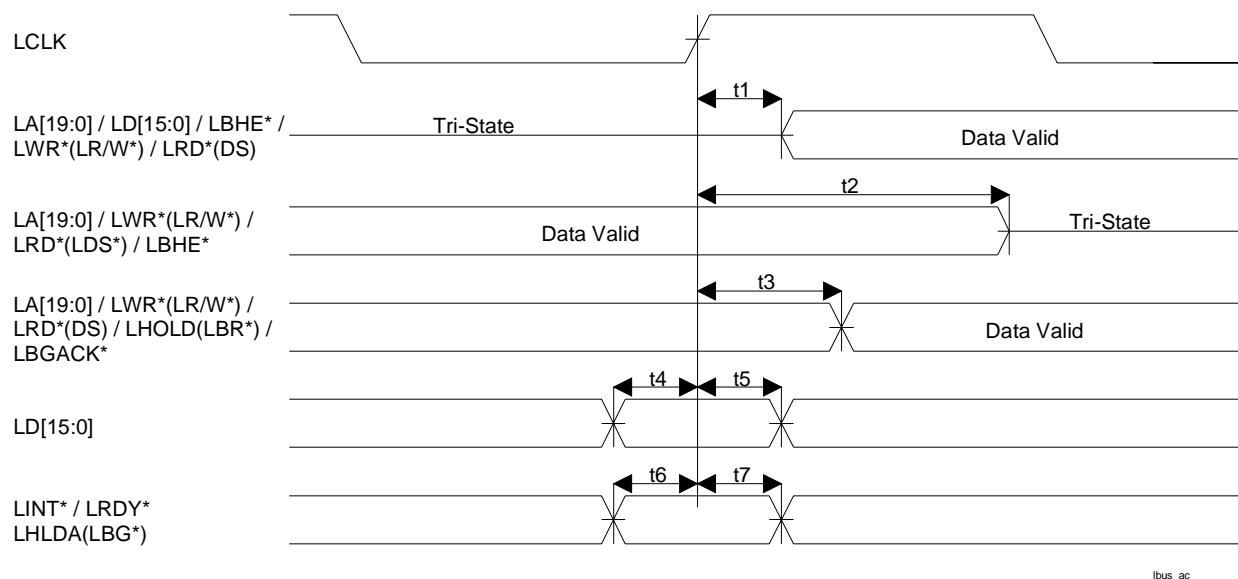 LCLK
t1
LA[19:0] / LD[15:0] / LBHE* /
LWR*(LR/W*) / LRD*(DS)
Tri-State
Data Valid
t2
LA[19:0] / LWR*(LR/W*) /
LRD*(LDS*) / LBHE*
Data Valid
Tri-State
t3
LA[19:0] / LWR*(LR/W*) /
LRD*(DS) / LHOLD(LBR*) /
LBGACK*
Data Valid
t4
t5
LD[15:0]
t6
t7
LINT* / LRDY*
LHLDA(LBG*)
lbus_ac